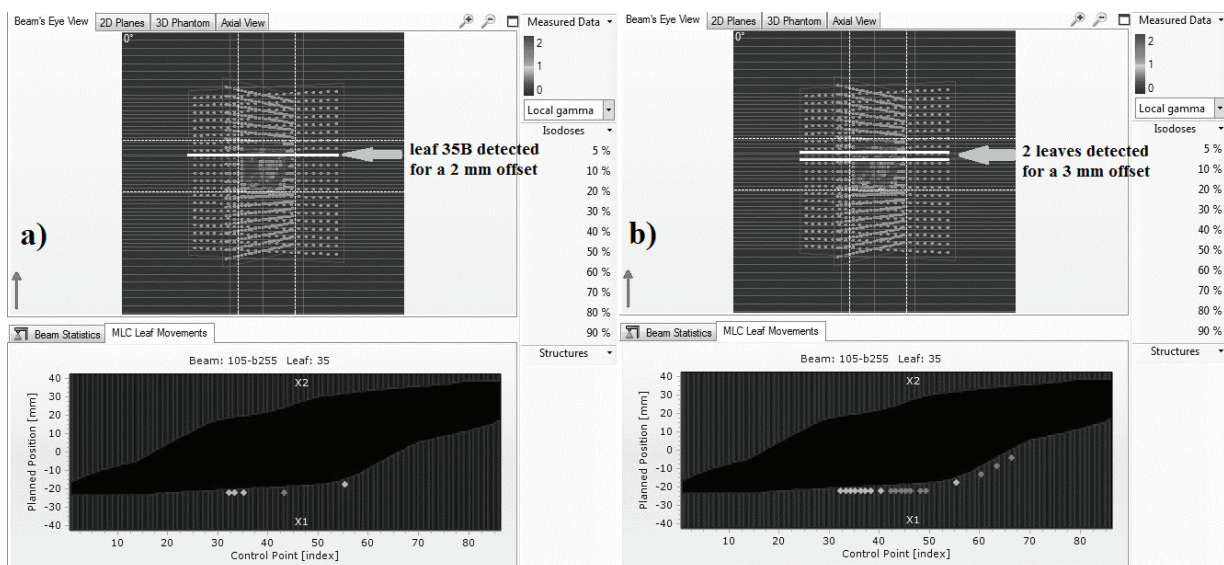 Beam's Eye View 2D Planes 3D Phantom Axial View
Measured Data
0°
2
1
0
Local gamma
Isodoses
5 %
10 %
20 %
30 %
40 %
50 %
60 %
70 %
80 %
90 %
Structures
leaf 35B detected
for a 2 mm offset
a)
Beam Statistics MLC Leaf Movements
Beam: 105-b255 Leaf: 35
X2
X1
Planned Position [mm]
40
30
20
10
0
-10
-20
-30
-40
10 20 30 40 50 60 70 80
Control Point [index]
Beam's Eye View 2D Planes 3D Phantom Axial View
Measured Data
0°
2
1
0
Local gamma
Isodoses
5 %
10 %
20 %
30 %
40 %
50 %
60 %
70 %
80 %
90 %
Structures
2 leaves detected
for a 3 mm offset
b)
Beam Statistics MLC Leaf Movements
Beam: 105-b255 Leaf: 35
X2
X1
Planned Position [mm]
40
30
20
10
0
-10
-20
-30
-40
10 20 30 40 50 60 70 80
Control Point [index]